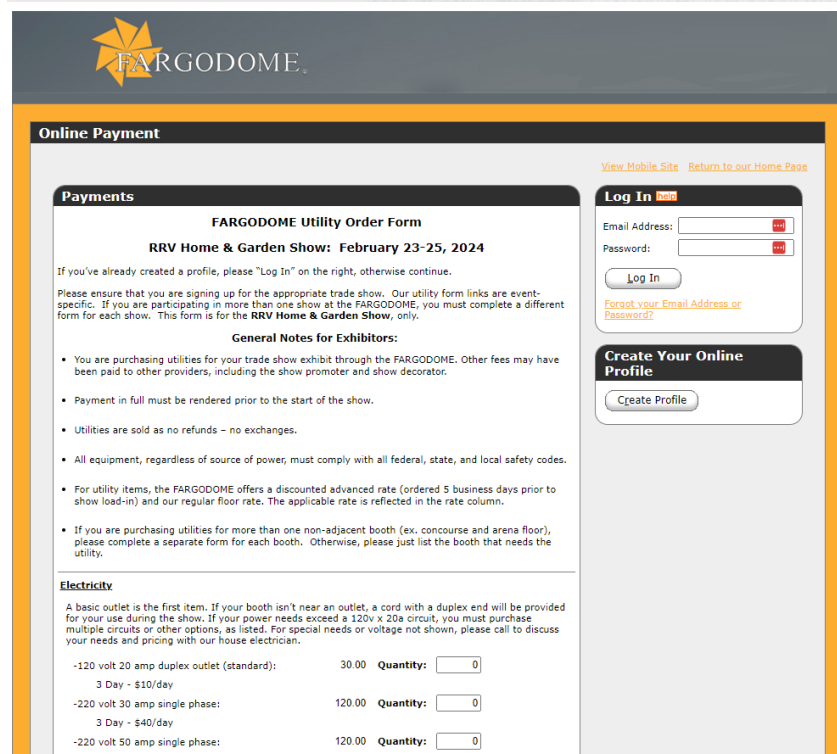 FARGODOME®
Online Payment
View Mobile Site Return to our Home Page
Payments
FARGODOME Utility Order Form
RRV Home & Garden Show: February 23-25, 2024
If you've already created a profile, please "Log In" on the right, otherwise continue.
Please ensure that you are signing up for the appropriate trade show. Our utility form links are event-
specific. If you are participating in more than one show at the FARGODOME, you must complete a different
form for each show. This form is for the RRV Home & Garden Show, only.
General Notes for Exhibitors:
• You are purchasing utilities for your trade show exhibit through the FARGODOME. Other fees may have
been paid to other providers, including the show promoter and show decorator.
• Payment in full must be rendered prior to the start of the show.
• Utilities are sold as no refunds – no exchanges.
• All equipment, regardless of source of power, must comply with all federal, state, and local safety codes.
• For utility items, the FARGODOME offers a discounted advanced rate (ordered 5 business days prior to
show load-in) and our regular floor rate. The applicable rate is reflected in the rate column.
• If you are purchasing utilities for more than one non-adjacent booth (ex. concourse and arena floor),
please complete a separate form for each booth. Otherwise, please just list the booth that needs the
utility.
Electricity
A basic outlet is the first item. If your booth isn't near an outlet, a cord with a duplex end will be provided
for your use during the show. If your power needs exceed a 120v x 20a circuit, you must purchase
multiple circuits or other options, as listed. For special needs or voltage not shown, please call to discuss
your needs and pricing with our house electrician.
-120 volt 20 amp duplex outlet (standard): 30.00 Quantity: 0
3 Day - $10/day
-220 volt 30 amp single phase: 120.00 Quantity: 0
3 Day - $40/day
-220 volt 50 amp single phase: 120.00 Quantity: 0
Log In help
Email Address:
Password:
Log In
Forgot your Email Address or
Password?
Create Your Online
Profile
Create Profile